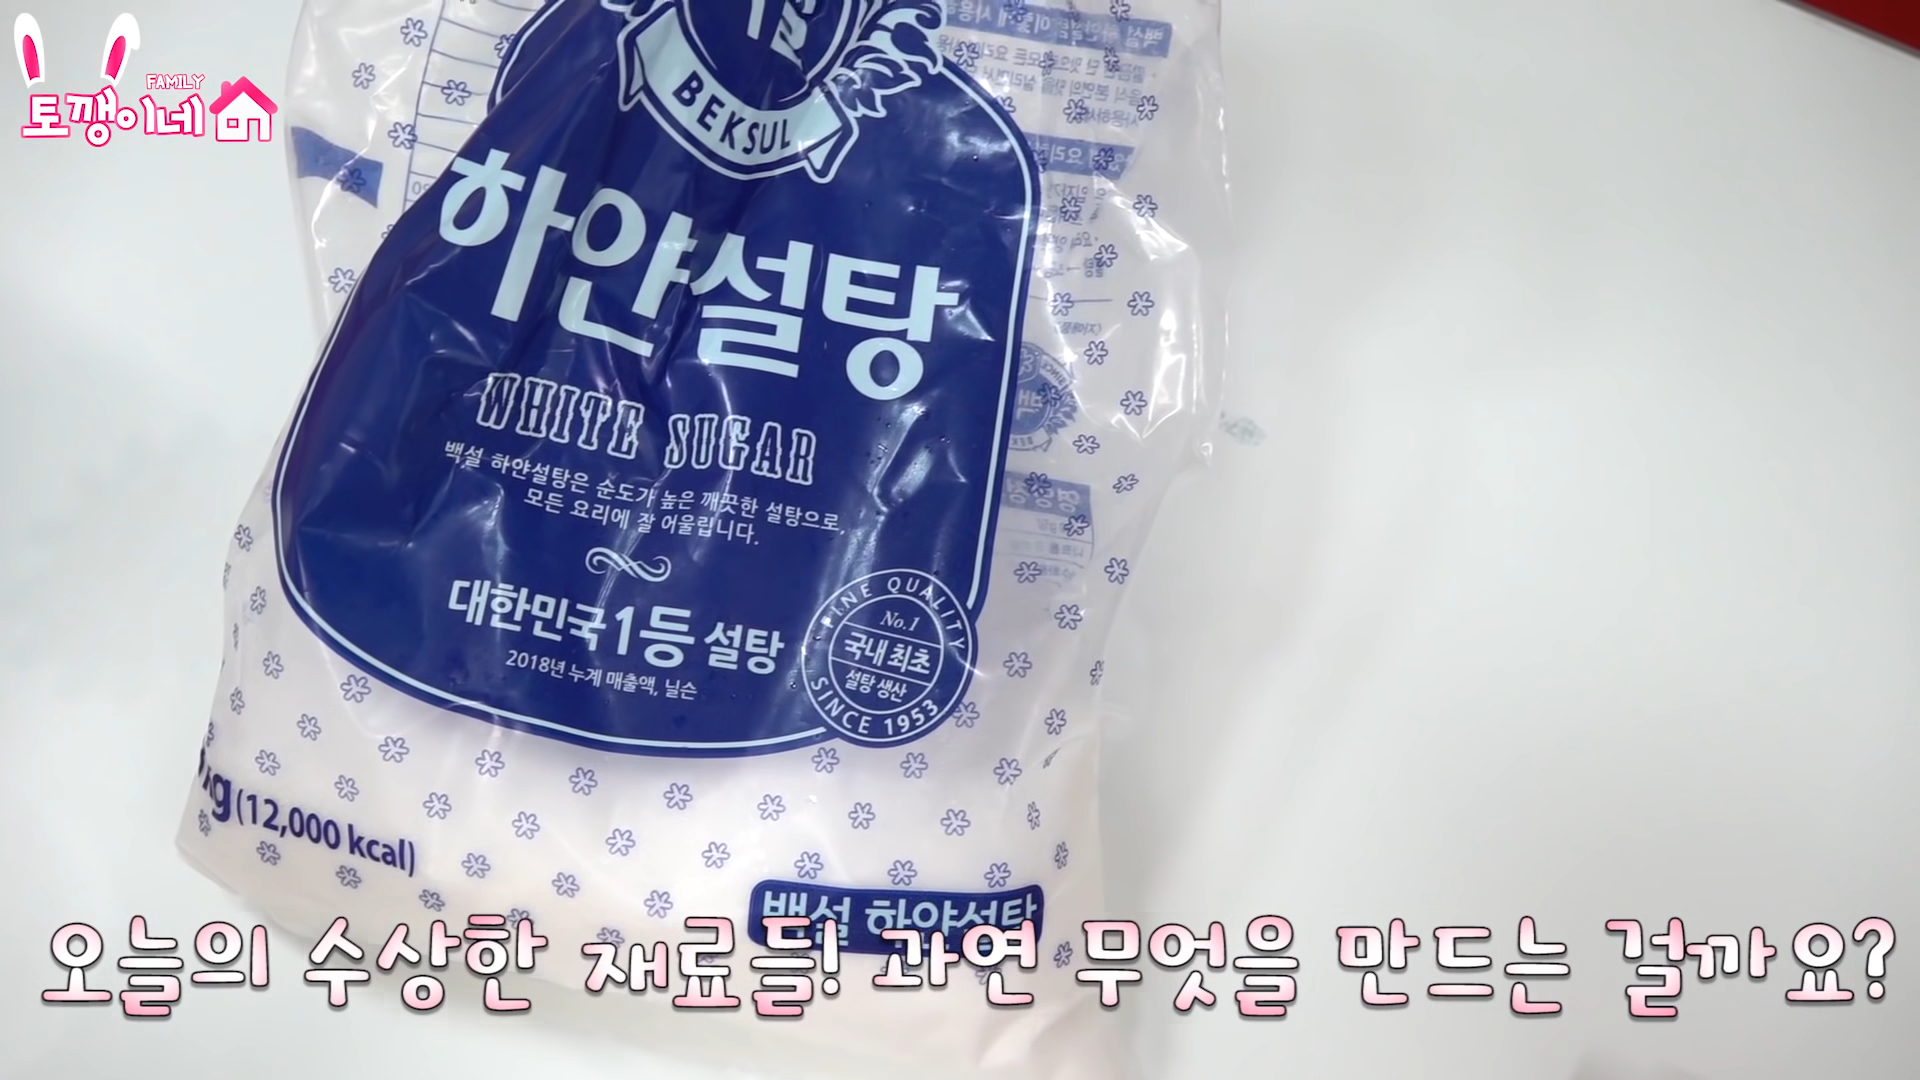 FAMILY
토깽이네
BEKSUL
하얀설탕
WHITE SUGAR
백설 하얀설탕은 순도가 높은 깨끗한 설탕으로,
모든 요리에 잘 어울립니다.
대한민국 1등 설탕
2018년 누계 매출액, 닐슨
FINE QUALITY
No.1
국내 최초
설탕 생산
SINCE 1953
kg (12,000 kcal)
백설 하얀설탕
오늘의 수상한 재료들! 과연 무엇을 만드는 걸까요?